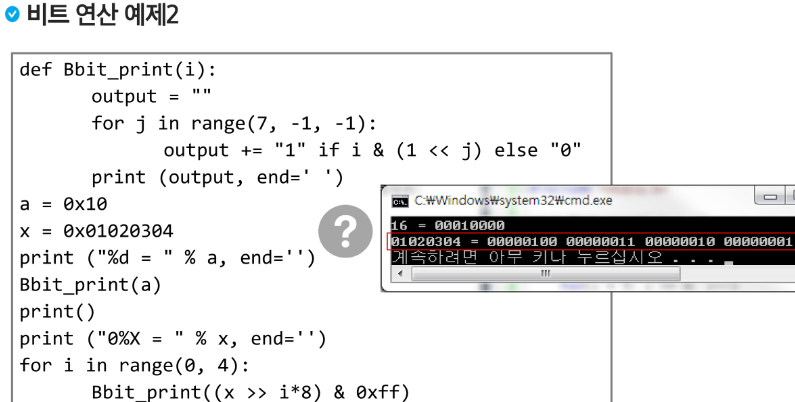 비트 연산 예제2
def Bbit_print(i):
output = ""
for j in range(7, -1, -1):
output += "1" if i & (1 << j) else "0"
print (output, end=' ')
a = 0x10
x = 0x01020304
print ("%d = " % a, end='')
Bbit_print(a)
print()
print ("0%X = " % x, end='')
for i in range(0, 4):
Bbit_print((x >> i*8) & 0xff)
?
C:₩Windows₩system32₩cmd.exe
16 = 00010000
01020304 = 00000100 00000011 00000010 00000001
계속하려면 아무 키나 누르십시오 . . .